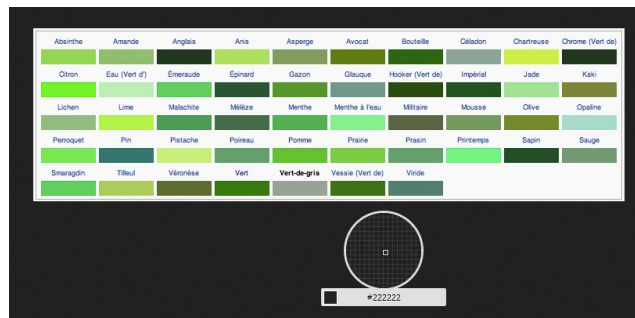 Absinthe Amande Anglais Anis Asperge Avocat Bouteille Céladon Chartreuse Chrome (Vert de)
Citron Eau (Vert d') Émeraude Épinard Gazon Glauque Hooker (Vert de) Impérial Jade Kaki
Lichen Lime Malachite Mélèze Menthe Menthe à l'eau Militaire Mousse Olive Opaline
Perroquet Pin Pistache Poireau Pomme Prairie Prasin Printemps Sapin Sauge
Smaragdin Tilleul Véronèse Vert Vert-de-gris Vessie (Vert de) Viride
#222222